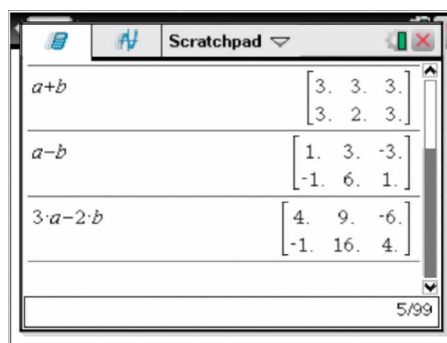 Scratchpad
a+b
[3. 3. 3.]
[3. 2. 3.]
a−b
[1. 3. -3.]
[-1. 6. 1.]
3·a−2·b
[4. 9. -6.]
[-1. 16. 4.]
5/99